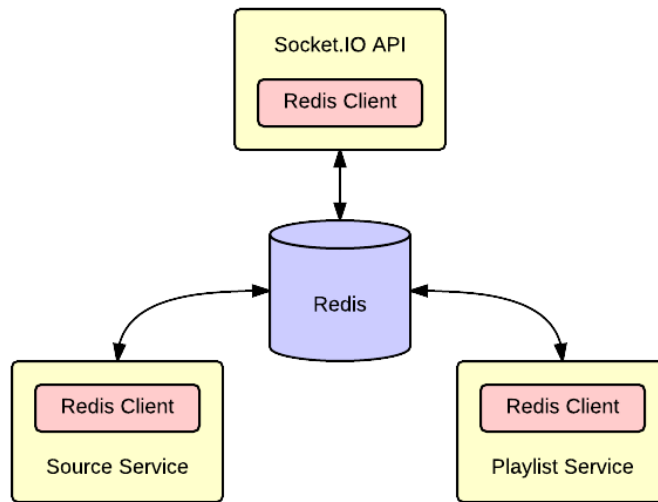 Socket.IO API
Redis Client
Redis
Redis Client
Source Service
Redis Client
Playlist Service